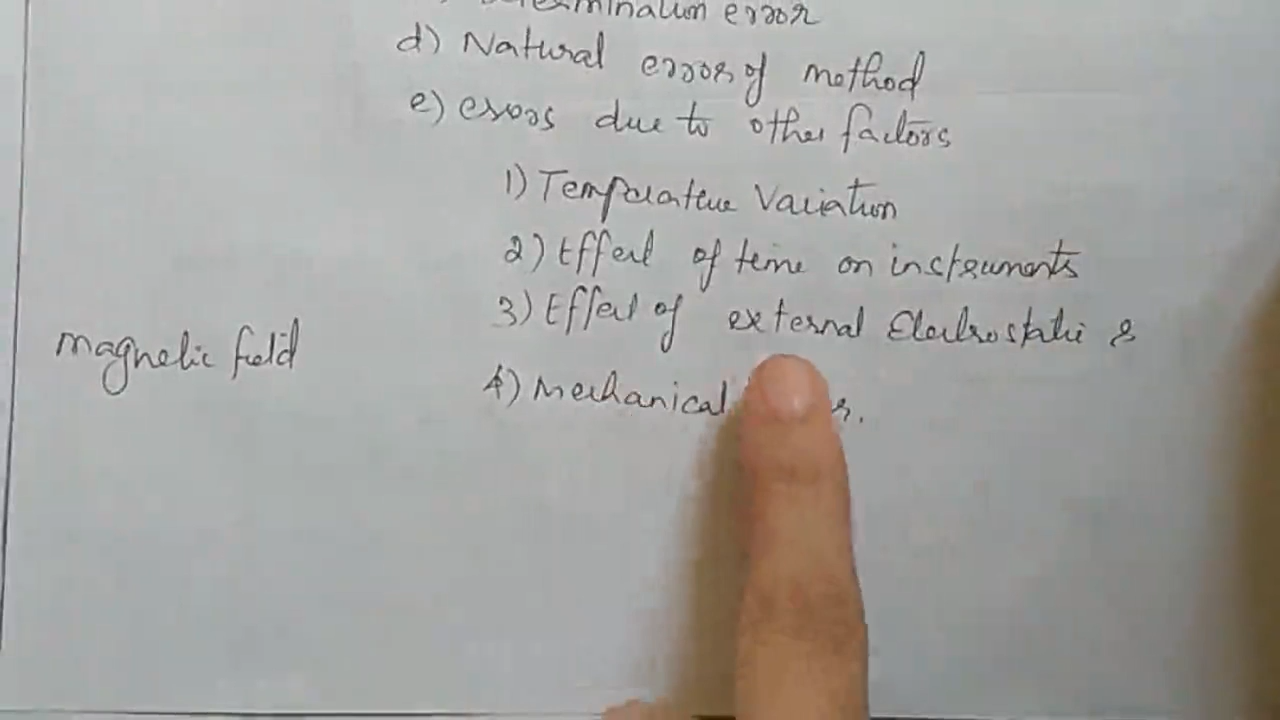 error
d) Natural errors of method
e) errors due to other factors
1) Temperature Variation
2) Effect of time on instruments
3) Effect of external Electrostatic &
magnetic field
4) Mechanical